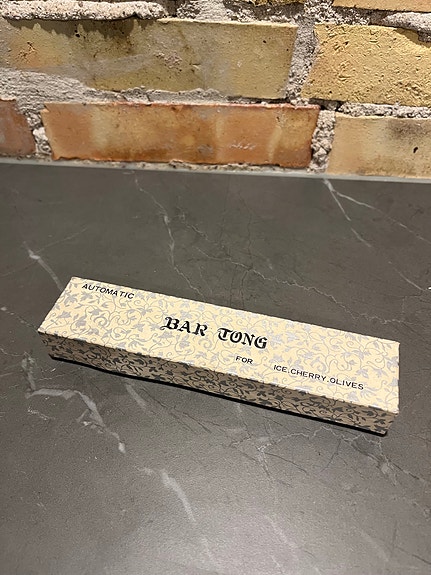 AUTOMATIC
BAR TONG
FOR ICE.CHERRY.OLIVES